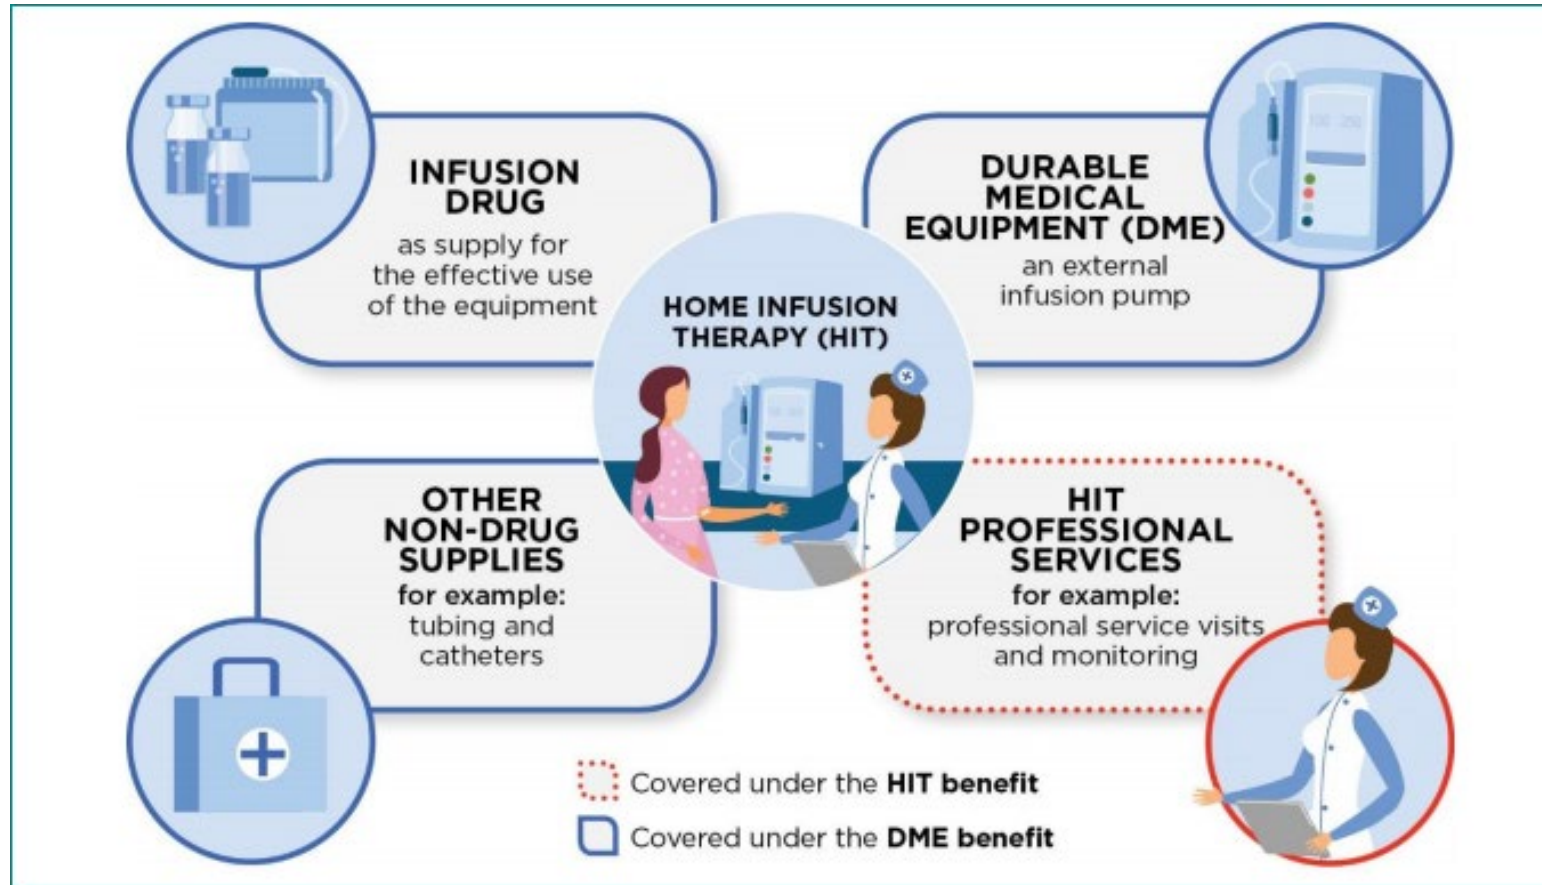 INFUSION
DRUG
as supply for
the effective use
of the equipment
DURABLE
MEDICAL
EQUIPMENT (DME)
an external
infusion pump
HOME INFUSION
THERAPY (HIT)
OTHER
NON-DRUG
SUPPLIES
for example:
tubing and
catheters
HIT
PROFESSIONAL
SERVICES
for example:
professional service visits
and monitoring
Covered under the HIT benefit
Covered under the DME benefit